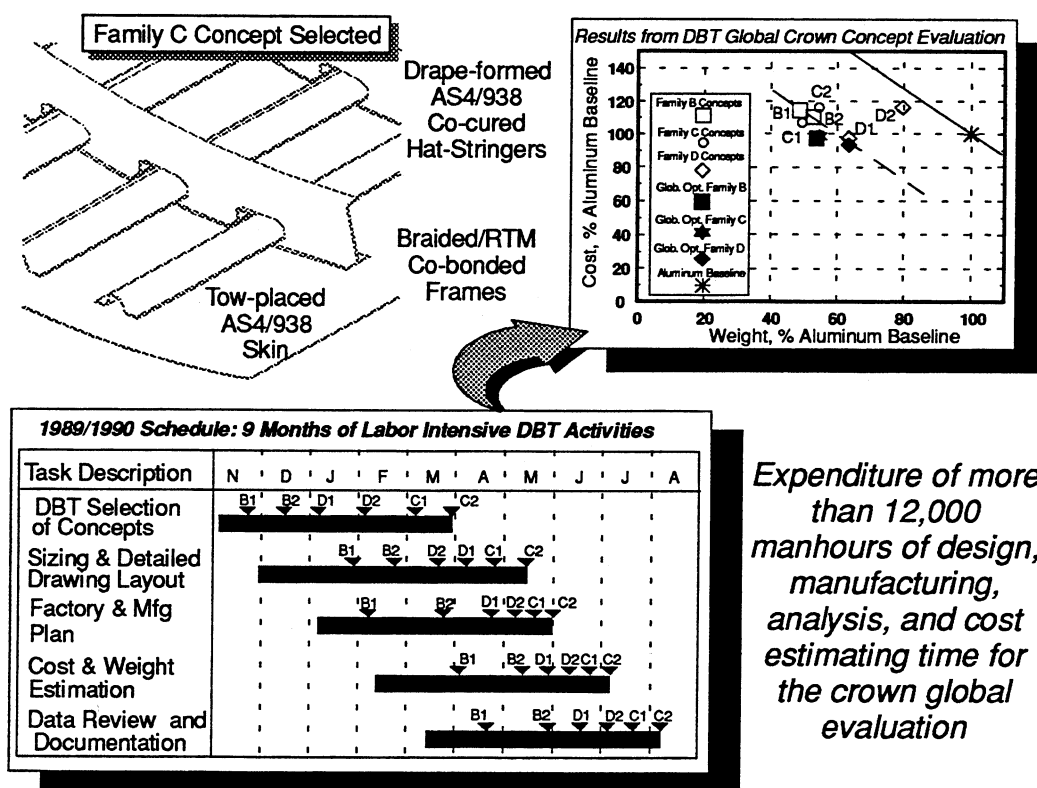 Family C Concept Selected
Drape-formed
AS4/938
Co-cured
Hat-Stringers
Braided/RTM
Co-bonded
Frames
Tow-placed
AS4/938
Skin
Results from DBT Global Crown Concept Evaluation
Cost, % Aluminum Baseline
140
120
100
80
60
40
20
0
Family B Concepts
Family C Concepts
Family D Concepts
Glob. Opt. Family B
Glob. Opt. Family C
Glob. Opt. Family D
Aluminum Baseline
C2
B1
B2
D2
C1
D1
0 20 40 60 80 100
Weight, % Aluminum Baseline
1989/1990 Schedule: 9 Months of Labor Intensive DBT Activities
Task Description N D J F M A M J J A
DBT Selection
of Concepts
B1 B2 D1 D2 C1 C2
Sizing & Detailed
Drawing Layout
B1 B2 D2 D1 C1 C2
Factory & Mfg
Plan
B1 B2 D1 D2 C1 C2
Cost & Weight
Estimation
B1 B2 D1 D2 C1 C2
Data Review and
Documentation
B1 B2 D1 D2 C1 C2
Expenditure of more
than 12,000
manhours of design,
manufacturing,
analysis, and cost
estimating time for
the crown global
evaluation